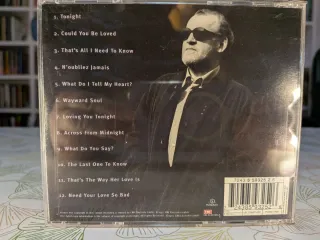 1. Tonight
2. Could You Be Loved
3. That's All I Need To Know
4. N'oubliez Jamais
5. What Do I Tell My Heart?
6. Wayward Soul
7. Loving You Tonight
8. Across From Midnight
9. What Do You Say?
10. The Last One To Know
11. That's The Way Her Love Is
12. Need Your Love So Bad
EMI